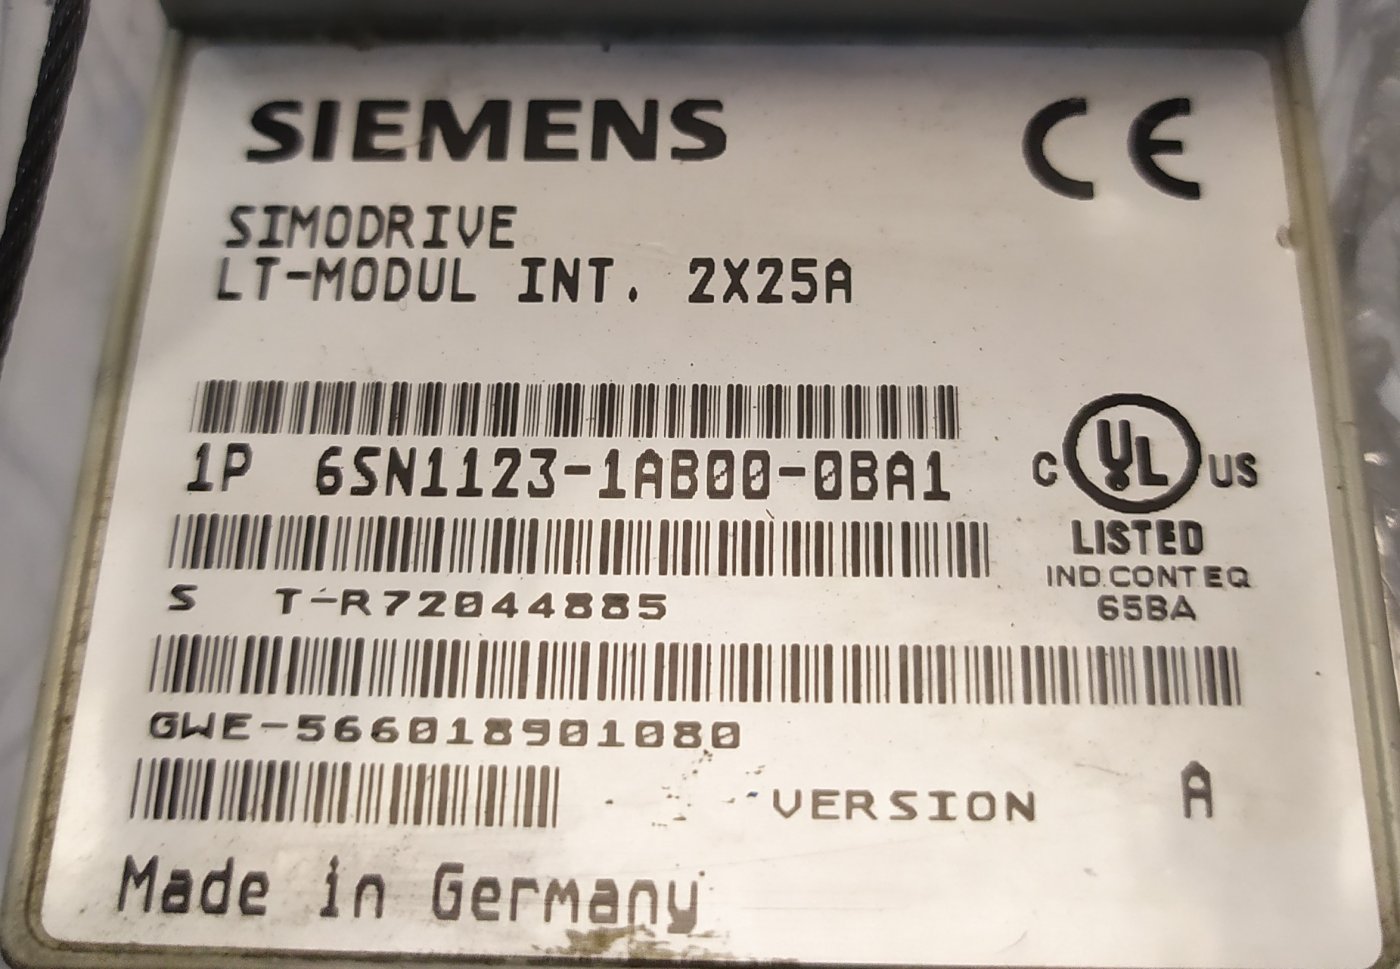 SIEMENS
CE
SIMODRIVE
LT-MODUL INT. 2X25A
1P 6SN1123-1AB00-0BA1
C UL US
LISTED
IND.CONT EQ
65BA
S T-R72044885
GWE-566018901080
VERSION A
Made in Germany